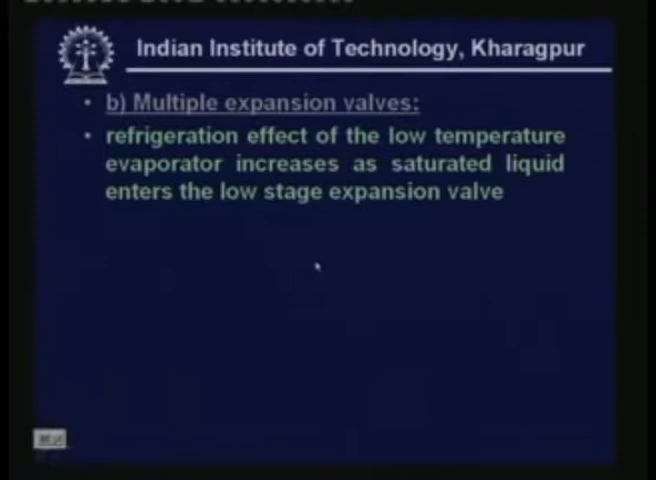 Indian Institute of Technology, Kharagpur
• b) Multiple expansion valves:
• refrigeration effect of the low temperature
evaporator increases as saturated liquid
enters the low stage expansion valve